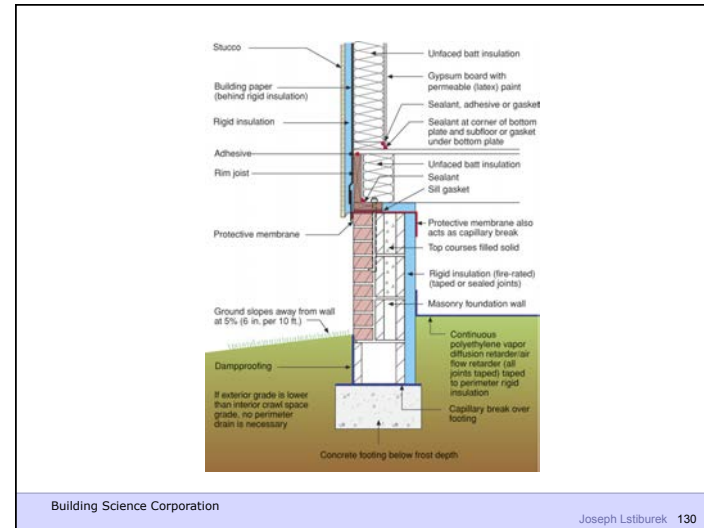 Stucco
Building paper
(behind rigid insulation)
Rigid insulation
Adhesive
Rim joist
Protective membrane
Ground slopes away from wall
at 5% (6 in. per 10 ft.)
Dampproofing
If exterior grade is lower
than interior crawl space
grade, no perimeter
drain is necessary
Unfaced batt insulation
Gypsum board with
permeable (latex) paint
Sealant, adhesive or gasket
Sealant at corner of bottom
plate and subfloor or gasket
under bottom plate
Unfaced batt insulation
Sealant
Sill gasket
Protective membrane also
acts as capillary break
Top courses filled solid
Rigid insulation (fire-rated)
(taped or sealed joints)
Masonry foundation wall
Continuous
polyethylene vapor
diffusion retarder/air
flow retarder (all
joints taped) taped
to perimeter rigid
insulation
Capillary break over
footing
Concrete footing below frost depth
Building Science Corporation
Joseph Lstiburek 130